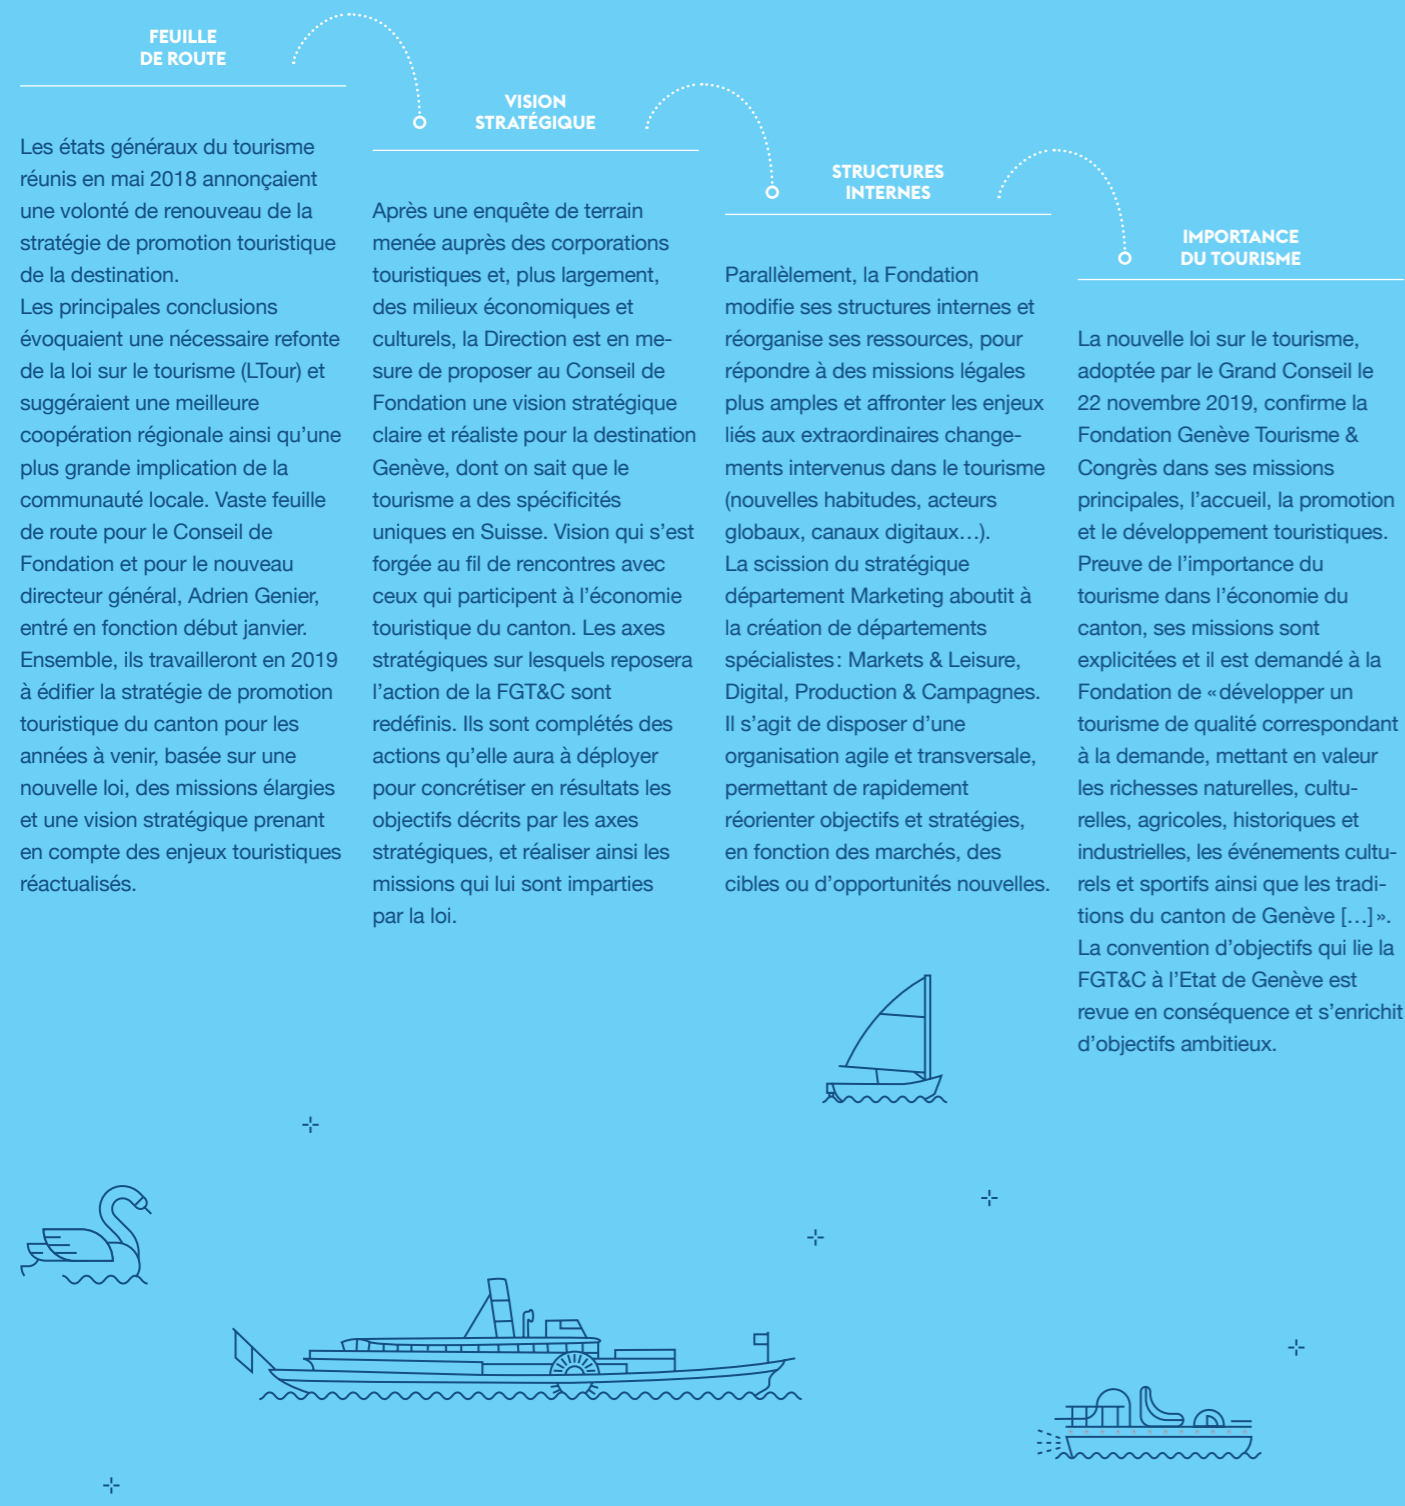 FEUILLE
DE ROUTE
Les états généraux du tourisme
réunis en mai 2018 annonçaient
une volonté de renouveau de la
stratégie de promotion touristique
de la destination.
Les principales conclusions
évoquaient une nécessaire refonte
de la loi sur le tourisme (LTour) et
suggéraient une meilleure
coopération régionale ainsi qu’une
plus grande implication de la
communauté locale. Vaste feuille
de route pour le Conseil de
Fondation et pour le nouveau
directeur général, Adrien Genier,
entré en fonction début janvier.
Ensemble, ils travailleront en 2019
à édifier la stratégie de promotion
touristique du canton pour les
années à venir, basée sur une
nouvelle loi, des missions élargies
et une vision stratégique prenant
en compte des enjeux touristiques
réactualisés.
VISION
STRATÉGIQUE
Après une enquête de terrain
menée auprès des corporations
touristiques et, plus largement,
des milieux économiques et
culturels, la Direction est en me-
sure de proposer au Conseil de
Fondation une vision stratégique
claire et réaliste pour la destination
Genève, dont on sait que le
tourisme a des spécificités
uniques en Suisse. Vision qui s’est
forgée au fil de rencontres avec
ceux qui participent à l’économie
touristique du canton. Les axes
stratégiques sur lesquels reposera
l’action de la FGT&C sont
redéfinis. Ils sont complétés des
actions qu’elle aura à déployer
pour concrétiser en résultats les
objectifs décrits par les axes
stratégiques, et réaliser ainsi les
missions qui lui sont imparties
par la loi.
STRUCTURES
INTERNES
Parallèlement, la Fondation
modifie ses structures internes et
réorganise ses ressources, pour
répondre à des missions légales
plus amples et affronter les enjeux
liés aux extraordinaires change-
ments intervenus dans le tourisme
(nouvelles habitudes, acteurs
globaux, canaux digitaux…).
La scission du stratégique
département Marketing aboutit à
la création de départements
spécialistes : Markets & Leisure,
Digital, Production & Campagnes.
Il s’agit de disposer d’une
organisation agile et transversale,
permettant de rapidement
réorienter objectifs et stratégies,
en fonction des marchés, des
cibles ou d’opportunités nouvelles.
IMPORTANCE
DU TOURISME
La nouvelle loi sur le tourisme,
adoptée par le Grand Conseil le
22 novembre 2019, confirme la
Fondation Genève Tourisme &
Congrès dans ses missions
principales, l’accueil, la promotion
et le développement touristiques.
Preuve de l’importance du
tourisme dans l’économie du
canton, ses missions sont
explicitées et il est demandé à la
Fondation de « développer un
tourisme de qualité correspondant
à la demande, mettant en valeur
les richesses naturelles, cultu-
relles, agricoles, historiques et
industrielles, les événements cultu-
rels et sportifs ainsi que les tradi-
tions du canton de Genève […] ».
La convention d’objectifs qui lie la
FGT&C à l’Etat de Genève est
revue en conséquence et s’enrichit
d’objectifs ambitieux.